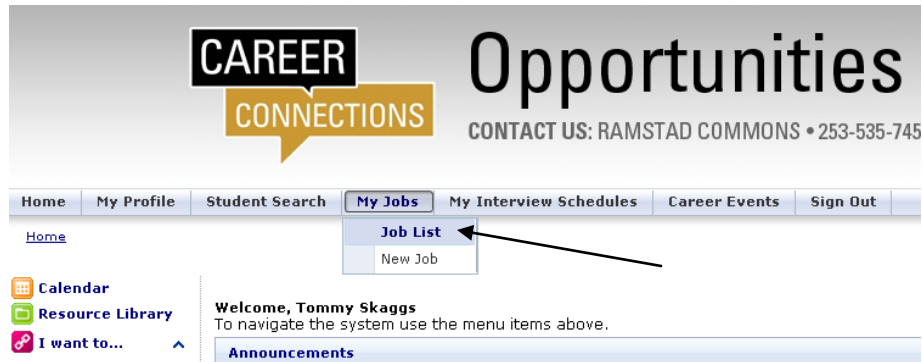 CAREER
CONNECTIONS
Opportunities
CONTACT US: RAMSTAD COMMONS • 253-535-745
Home My Profile Student Search My Jobs My Interview Schedules Career Events Sign Out
Home
Job List
New Job
Calendar
Resource Library
I want to...
Welcome, Tommy Skaggs
To navigate the system use the menu items above.
Announcements